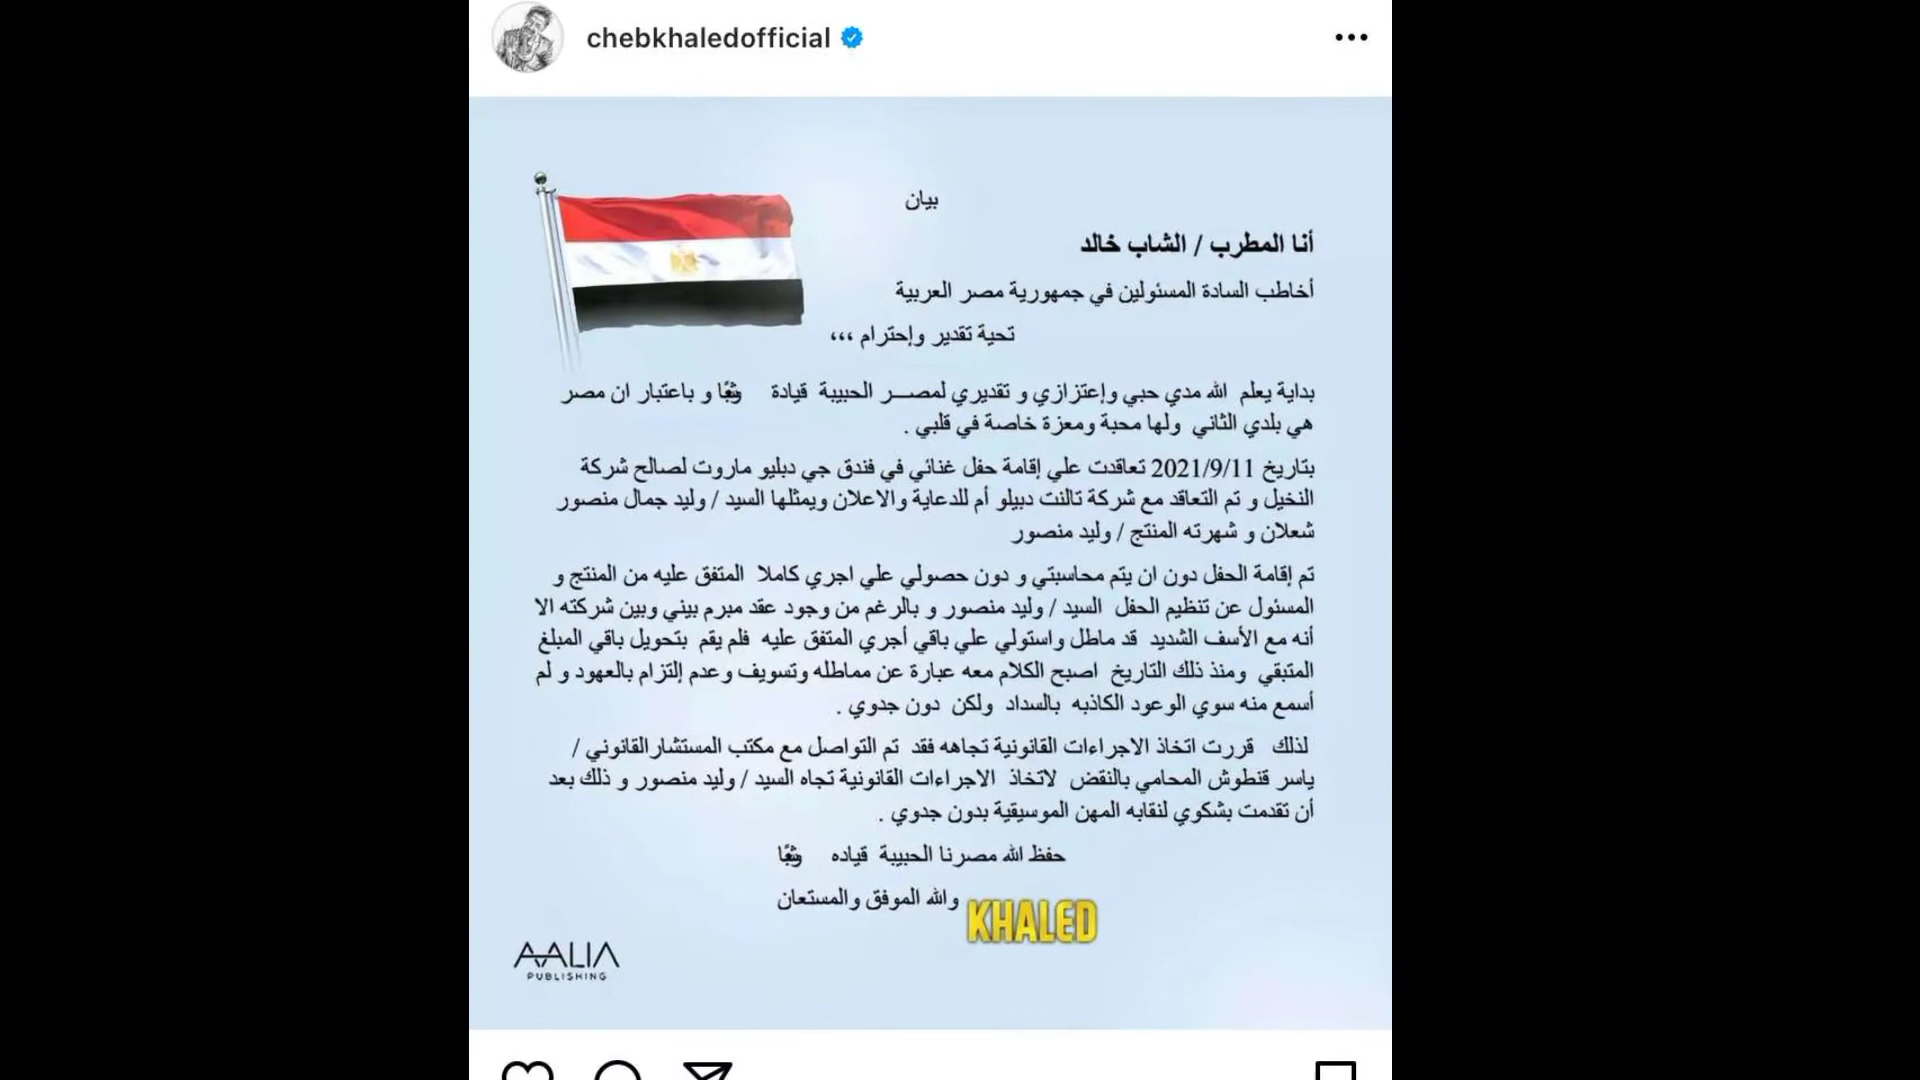 chebkhaledofficial
بيان
أنا المطرب / الشاب خالد
أخاطب السادة المسئولين في جمهورية مصر العربية
تحية تقدير وإحترام ،،،
بداية يعلم الله مدي حبي وإعتزازي و تقديري لمصـــر الحبيبة قيادة و باعتبار ان مصر
هي بلدي الثاني ولها محبة ومعزة خاصة في قلبي .
بتاريخ 2021/9/11 تعاقدت علي إقامة حفل غنائي في فندق جي دبليو ماروت لصالح شركة
النخيل و تم التعاقد مع شركة تالنت دبيلو أم للدعاية والاعلان ويمثلها السيد / وليد جمال منصور
شعلان و شهرته المنتج / وليد منصور
تم إقامة الحفل دون ان يتم محاسبتي و دون حصولي علي اجري كاملا المتفق عليه من المنتج و
المسئول عن تنظيم الحفل السيد / وليد منصور و بالرغم من وجود عقد مبرم بيني وبين شركته الا
أنه مع الأسف الشديد قد ماطل واستولي علي باقي أجري المتفق عليه فلم يقم بتحويل باقي المبلغ
المتبقي ومنذ ذلك التاريخ اصبح الكلام معه عبارة عن مماطله وتسويف وعدم إلتزام بالعهود و لم
أسمع منه سوي الوعود الكاذبه بالسداد ولكن دون جدوي .
لذلك قررت اتخاذ الاجراءات القانونية تجاهه فقد تم التواصل مع مكتب المستشارالقانوني /
ياسر قنطوش المحامي بالنقض لاتخاذ الاجراءات القانونية تجاه السيد / وليد منصور و ذلك بعد
أن تقدمت بشكوي لنقابه المهن الموسيقية بدون جدوي .
حفظ الله مصرنا الحبيبة قياده
والله الموفق والمستعان
KHALED
AALIA
PUBLISHING